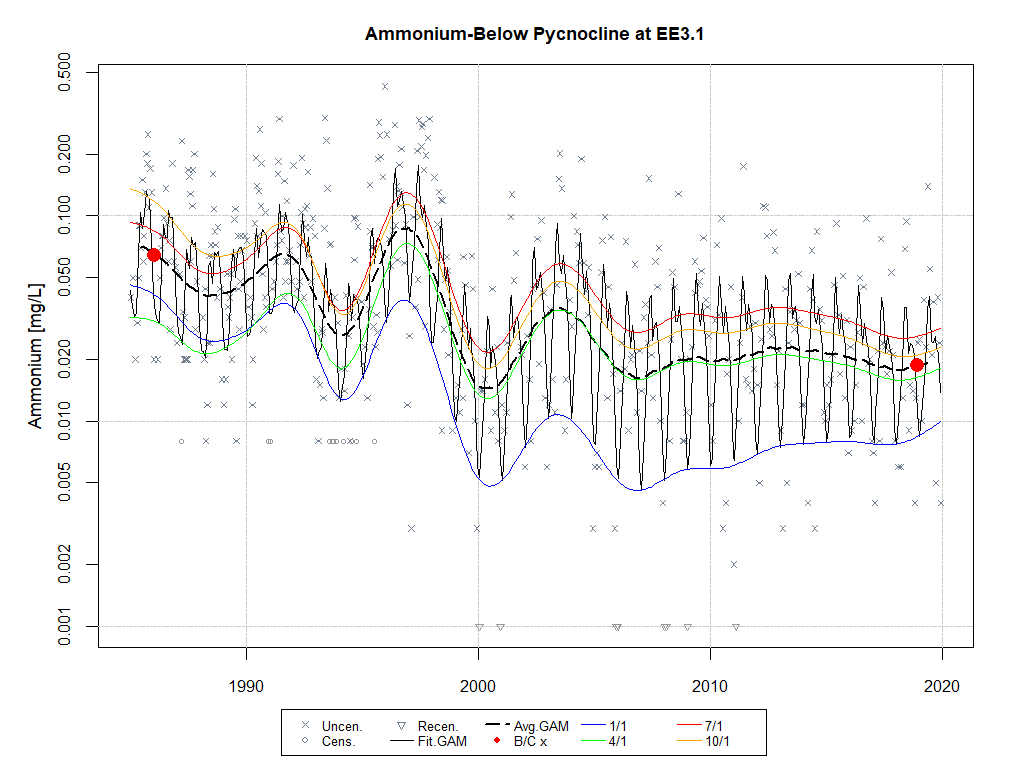 Ammonium-Below Pycnocline at EE3.1
Ammonium [mg/L]
0.500
0.200
0.100
0.050
0.020
0.010
0.005
0.002
0.001
1990 2000 2010 2020
Uncen. Recen. Avg.GAM 1/1 7/1
Cens. Fit.GAM B/C x 4/1 10/1